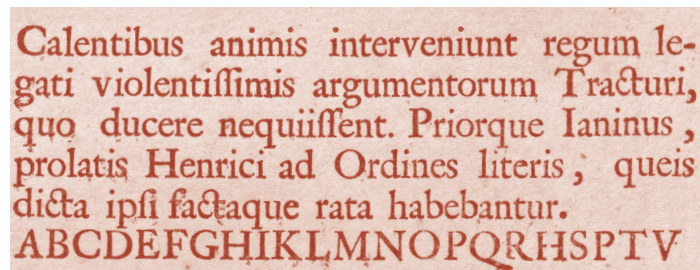 Calentibus animis interveniunt regum le-
gati violentiſſimis argumentorum Tracturi,
quo ducere nequiiſſent. Priorque Ianinus,
prolatis Henrici ad Ordines literis, queis
dicta ipſi factaque rata habebantur.
ABCDEFGHIKLMNOPQRHSPTV